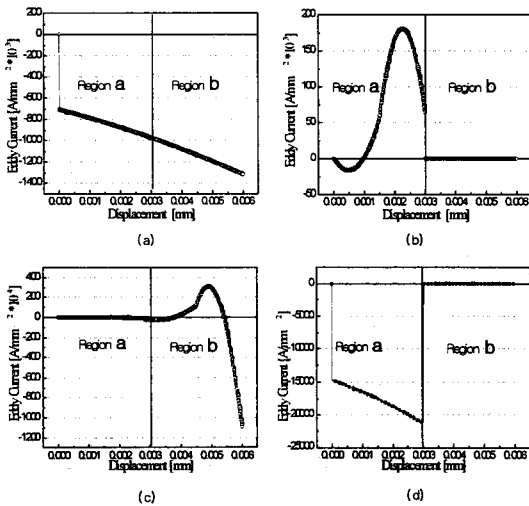 200
0
-200
-400
-600
-800
-1000
-1200
-1400
Eddy Current [A/mm 2*10^3]
Region a
Region b
0.000 0.001 0.002 0.003 0.004 0.005 0.006
Displacement [mm]
(a)
200
150
100
50
0
-50
Eddy Current [A/mm 2*10^3]
Region a
Region b
0.000 0.001 0.002 0.003 0.004 0.005 0.006
Displacement [mm]
(b)
400
200
0
-200
-400
-600
-800
-1000
-1200
Eddy Current [A/mm 2*10^4]
Region a
Region b
0.000 0.001 0.002 0.003 0.004 0.005 0.006
Displacement [mm]
(c)
0
-5000
-10000
-15000
-20000
-25000
Eddy Current [A/mm 2]
Region a
Region b
0.000 0.001 0.002 0.003 0.004 0.005 0.006
Displacement [mm]
(d)